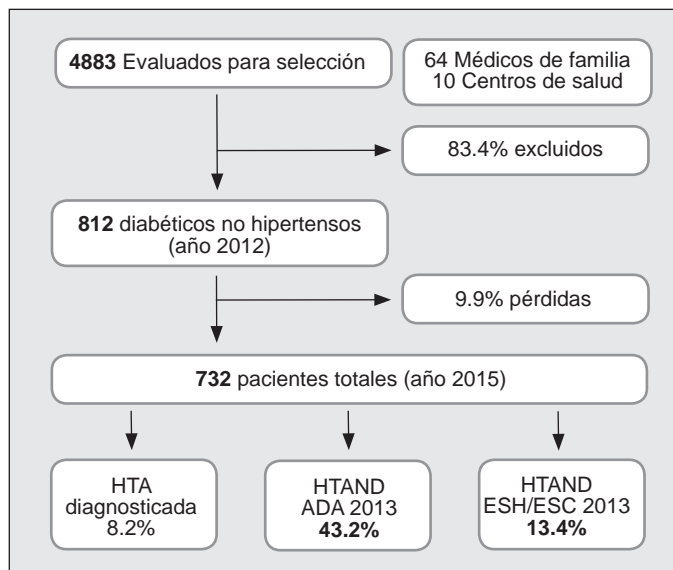 4883 Evaluados para selección
64 Médicos de familia
10 Centros de salud
83.4% excluidos
812 diabéticos no hipertensos
(año 2012)
9.9% pérdidas
732 pacientes totales (año 2015)
HTA
diagnosticada
8.2%
HTAND
ADA 2013
43.2%
HTAND
ESH/ESC 2013
13.4%